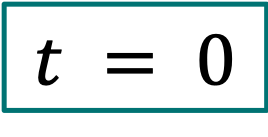 t = 0